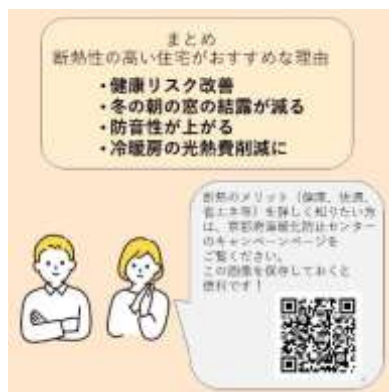 まとめ
断熱性の高い住宅がおすすめな理由
・健康リスク改善
・冬の朝の窓の結露が減る
・防音性が上がる
・冷暖房の光熱費削減に
断熱のメリット（健康、快適、
省エネ等）を詳しく知りたい方
は、京都府温暖化防止センター
のキャンペーンページを
ご覧ください。
この画像を保存しておくと
便利です！